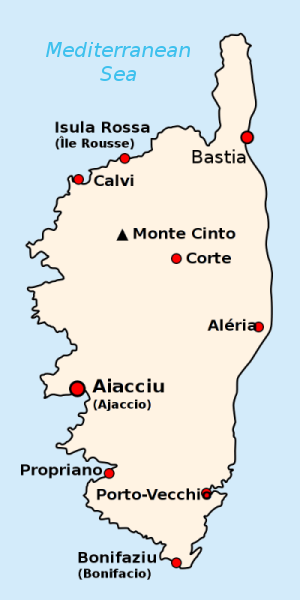 Mediterranean
Sea
Isula Rossa
(Île Rousse)
Bastia
Calvi
Monte Cinto
Corte
Aléria
Aiacciu
(Ajaccio)
Propriano
Porto-Vecchio
Bonifaziu
(Bonifacio)